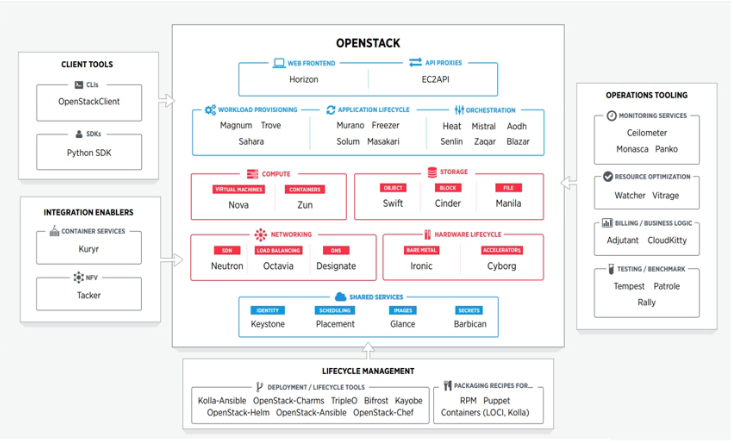 OPENSTACK
WEB FRONTEND
Horizon
API PROXIES
EC2API
WORKLOAD PROVISIONING
Magnum Trove
Sahara
APPLICATION LIFECYCLE
Murano Freezer
Solum Masakari
ORCHESTRATION
Heat Mistral Aodh
Senlin Zaqar Blazar
COMPUTE
VIRTUAL MACHINES
Nova
CONTAINERS
Zun
STORAGE
OBJECT
Swift
BLOCK
Cinder
FILE
Manila
NETWORKING
SDN
Neutron
LOAD BALANCING
Octavia
DNS
Designate
HARDWARE LIFECYCLE
BARE METAL
Ironic
ACCELERATORS
Cyborg
SHARED SERVICES
IDENTITY
Keystone
SCHEDULING
Placement
IMAGES
Glance
SECRETS
Barbican
CLIENT TOOLS
CLIs
OpenStackClient
SDKs
Python SDK
INTEGRATION ENABLERS
CONTAINER SERVICES
Kuryr
NFV
Tacker
OPERATIONS TOOLING
MONITORING SERVICES
Ceilometer
Monasca Panko
RESOURCE OPTIMIZATION
Watcher Vitrage
BILLING / BUSINESS LOGIC
Adjutant CloudKitty
TESTING / BENCHMARK
Tempest Patrole
Rally
LIFECYCLE MANAGEMENT
DEPLOYMENT / LIFECYCLE TOOLS
Kolla-Ansible OpenStack-Charms TripleO Bifrost Kayobe
OpenStack-Helm OpenStack-Ansible OpenStack-Chef
PACKAGING RECIPES FOR...
RPM Puppet
Containers (LOCI, Kolla)